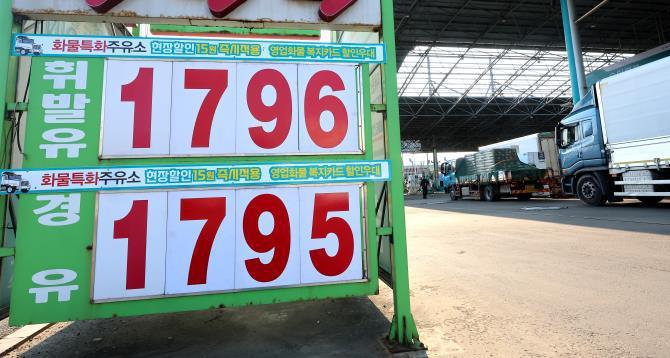 화물특화주유소 현장할인 15원 즉시적용 영업화물 복지카드 할인우대
휘발유 1796
화물특화주유소 현장할인 15원 즉시적용 영업화물 복지카드 할인우대
경유 1795